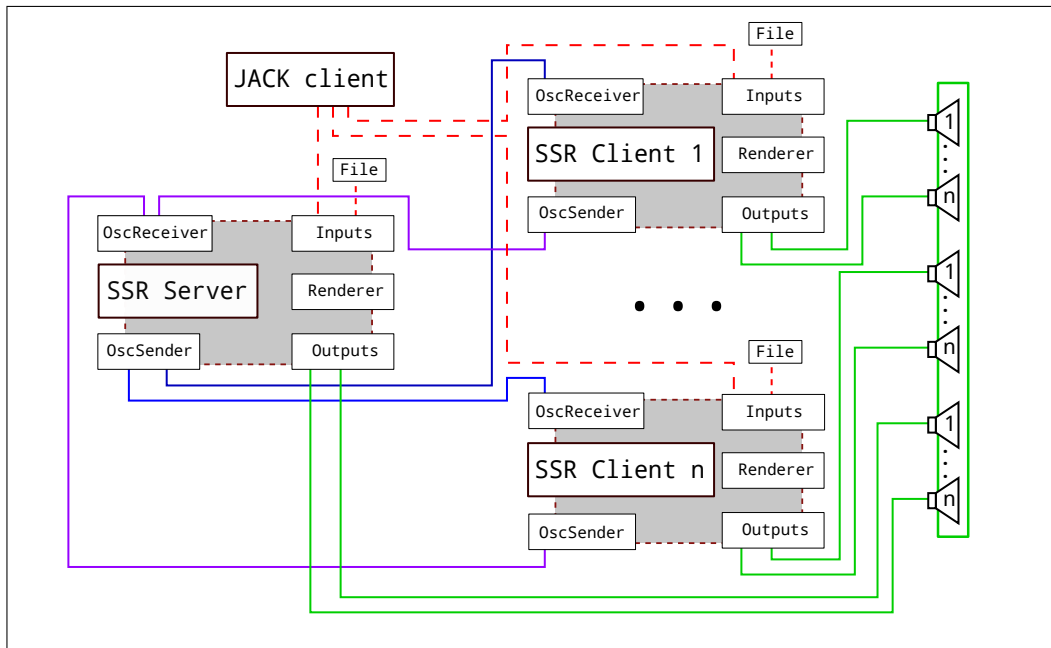 File
JACK client
OscReceiver
Inputs
SSR Client 1
Renderer
OscSender
Outputs
1
n
File
OscReceiver
Inputs
SSR Server
Renderer
OscSender
Outputs
1
n
File
OscReceiver
Inputs
SSR Client n
Renderer
OscSender
Outputs
1
n